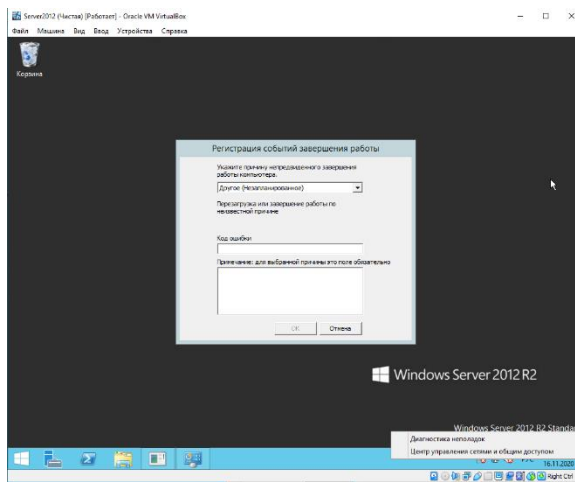 Server2012 (Чистая) [Работает] - Oracle VM VirtualBox
Файл Машина Вид Ввод Устройства Справка
Корзина
Регистрация событий завершения работы
Укажите причину непредвиденного завершения
работы компьютера.
Другое (Незапланированное)
Перезагрузка или завершение работы по
неизвестной причине
Код ошибки
Примечание: для выбранной причины это поле обязательно
ОК
Отмена
Windows Server 2012 R2
Windows Server 2012 R2 Standar
Диагностика неполадок
Центр управления сетями и общим доступом
16.11.2020
Right Ctrl